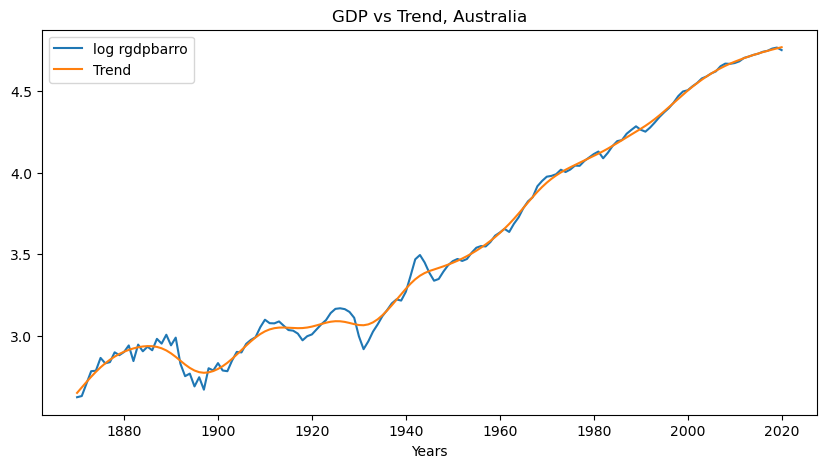 GDP vs Trend, Australia
log rgdpbarro
Trend
4.5
4.0
3.5
3.0
1880 1900 1920 1940 1960 1980 2000 2020
Years